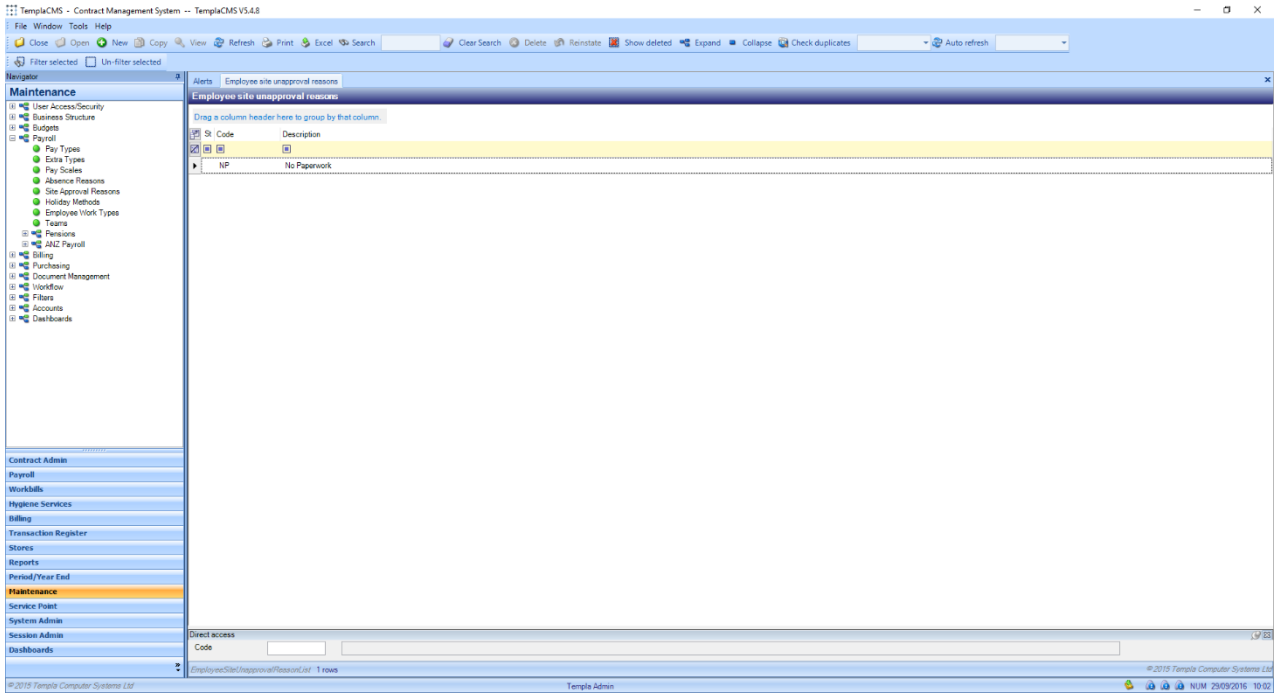 TemplaCMS - Contract Management System -- TemplaCMS V5.4.8
File Window Tools Help
Close Open New Copy View Refresh Print Excel Search Clear Search Delete Reinstate Show deleted Expand Collapse Check duplicates Auto refresh
Filter selected Un-filter selected
Navigator
Maintenance
User Access/Security
Business Structure
Budgets
Payroll
Pay Types
Extra Types
Pay Scales
Absence Reasons
Site Approval Reasons
Holiday Methods
Employee Work Types
Teams
Pensions
ANZ Payroll
Billing
Purchasing
Document Management
Workflow
Filters
Accounts
Dashboards
Contract Admin
Payroll
Workbills
Hygiene Services
Billing
Transaction Register
Stores
Reports
Period/Year End
Maintenance
Service Point
System Admin
Session Admin
Dashboards
Alerts Employee site unapproval reasons
Employee site unapproval reasons
Drag a column header here to group by that column.
St Code Description
NP No Paperwork
Direct access
Code
EmployeeSiteUnapprovalReasonList 1 rows
© 2015 Templa Computer Systems Ltd
© 2015 Templa Computer Systems Ltd Templa Admin NUM 29/09/2016 10:02